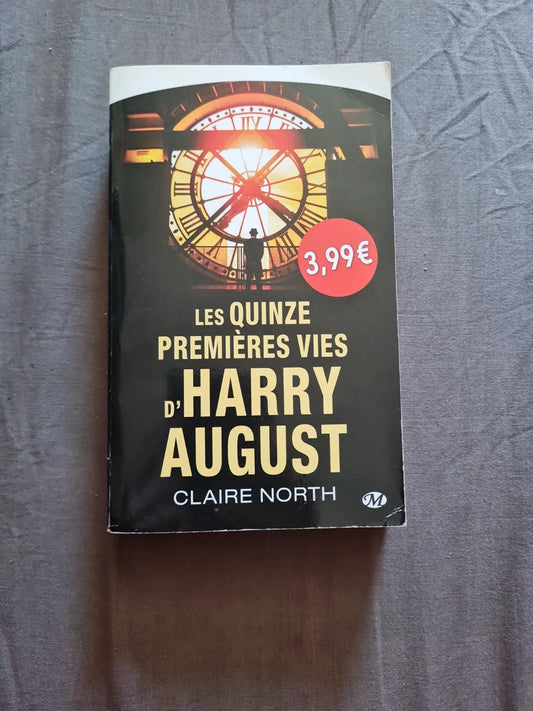 3,99€
LES QUINZE
PREMIÈRES VIES
D'HARRY
AUGUST
CLAIRE NORTH
M